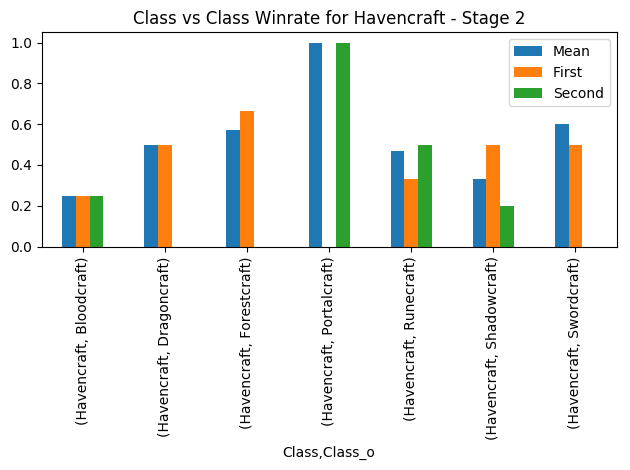 Class vs Class Winrate for Havencraft - Stage 2
1.0
0.8
0.6
0.4
0.2
0.0
Mean
First
Second
(Havencraft, Bloodcraft)
(Havencraft, Dragoncraft)
(Havencraft, Forestcraft)
(Havencraft, Portalcraft)
(Havencraft, Runecraft)
(Havencraft, Shadowcraft)
(Havencraft, Swordcraft)
Class,Class_o